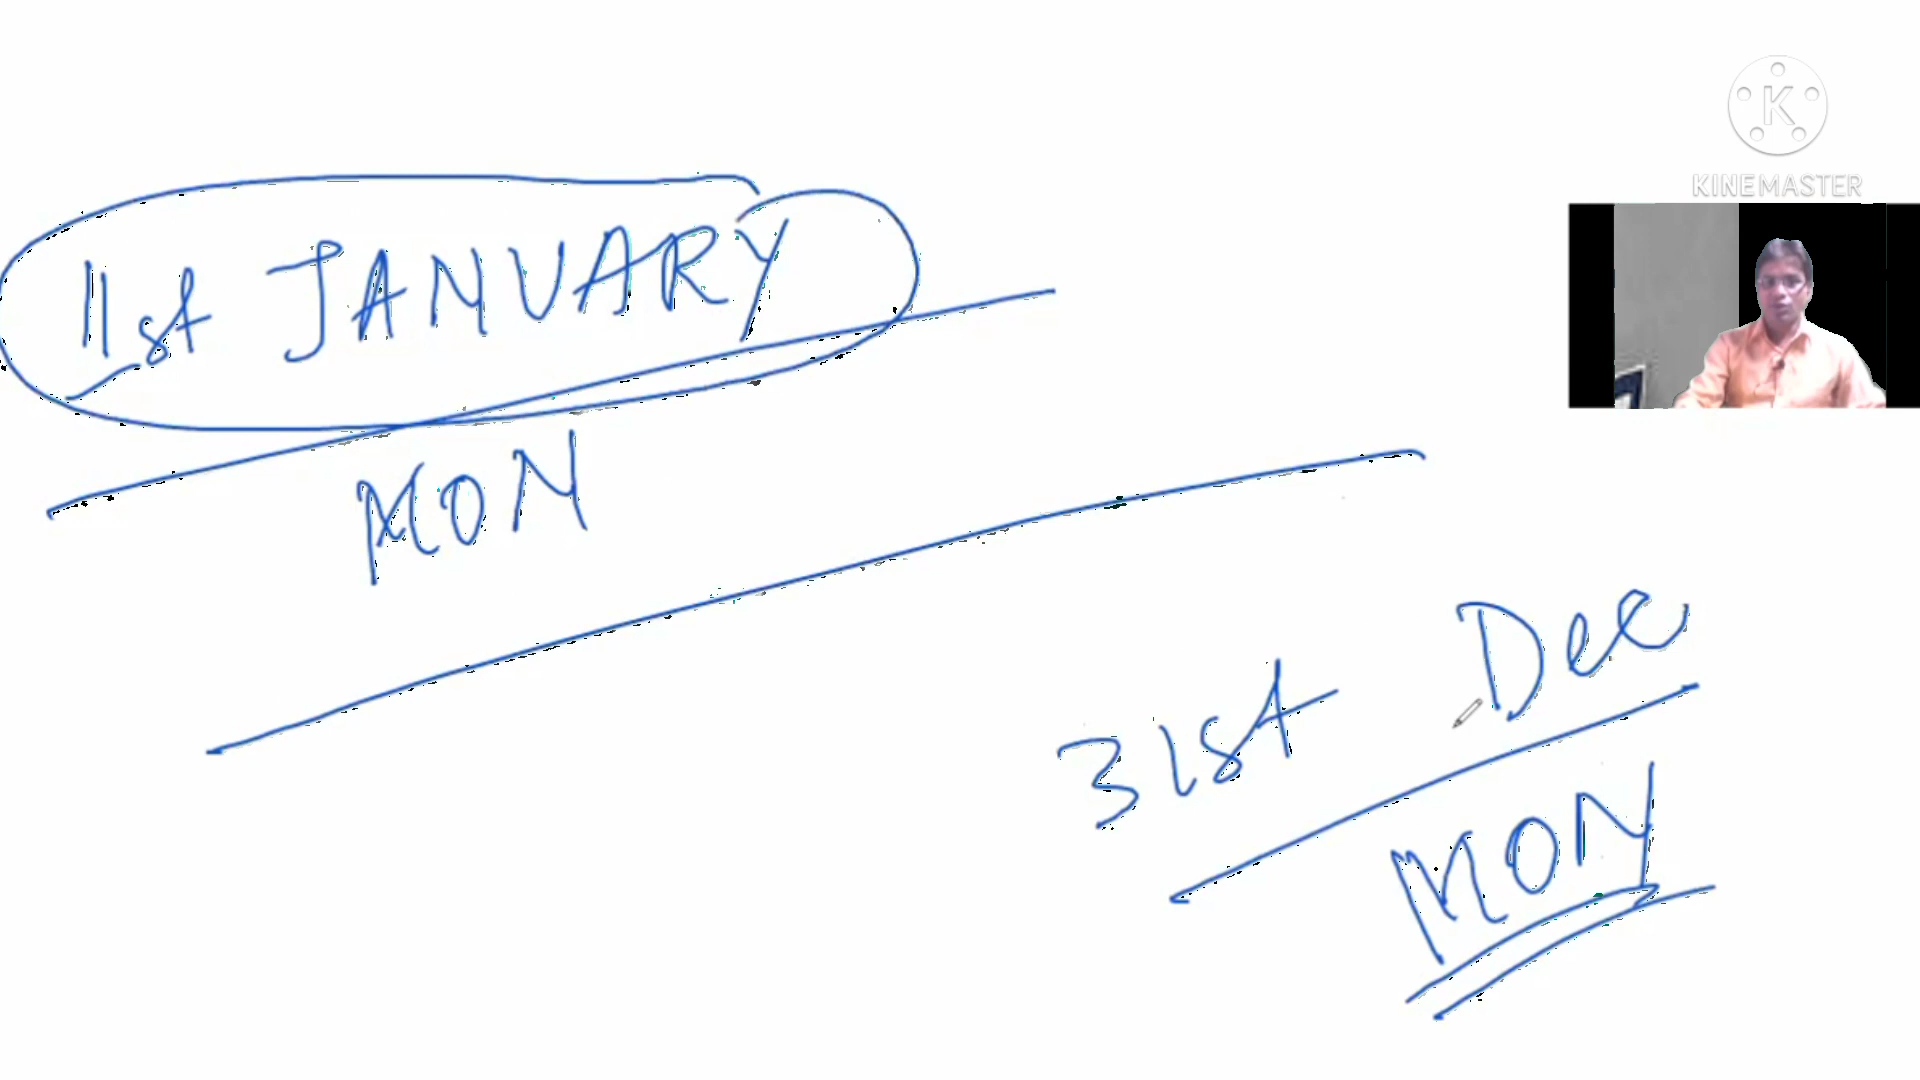 1st JANUARY
MON
31st Dec
MON
K
KINEMASTER